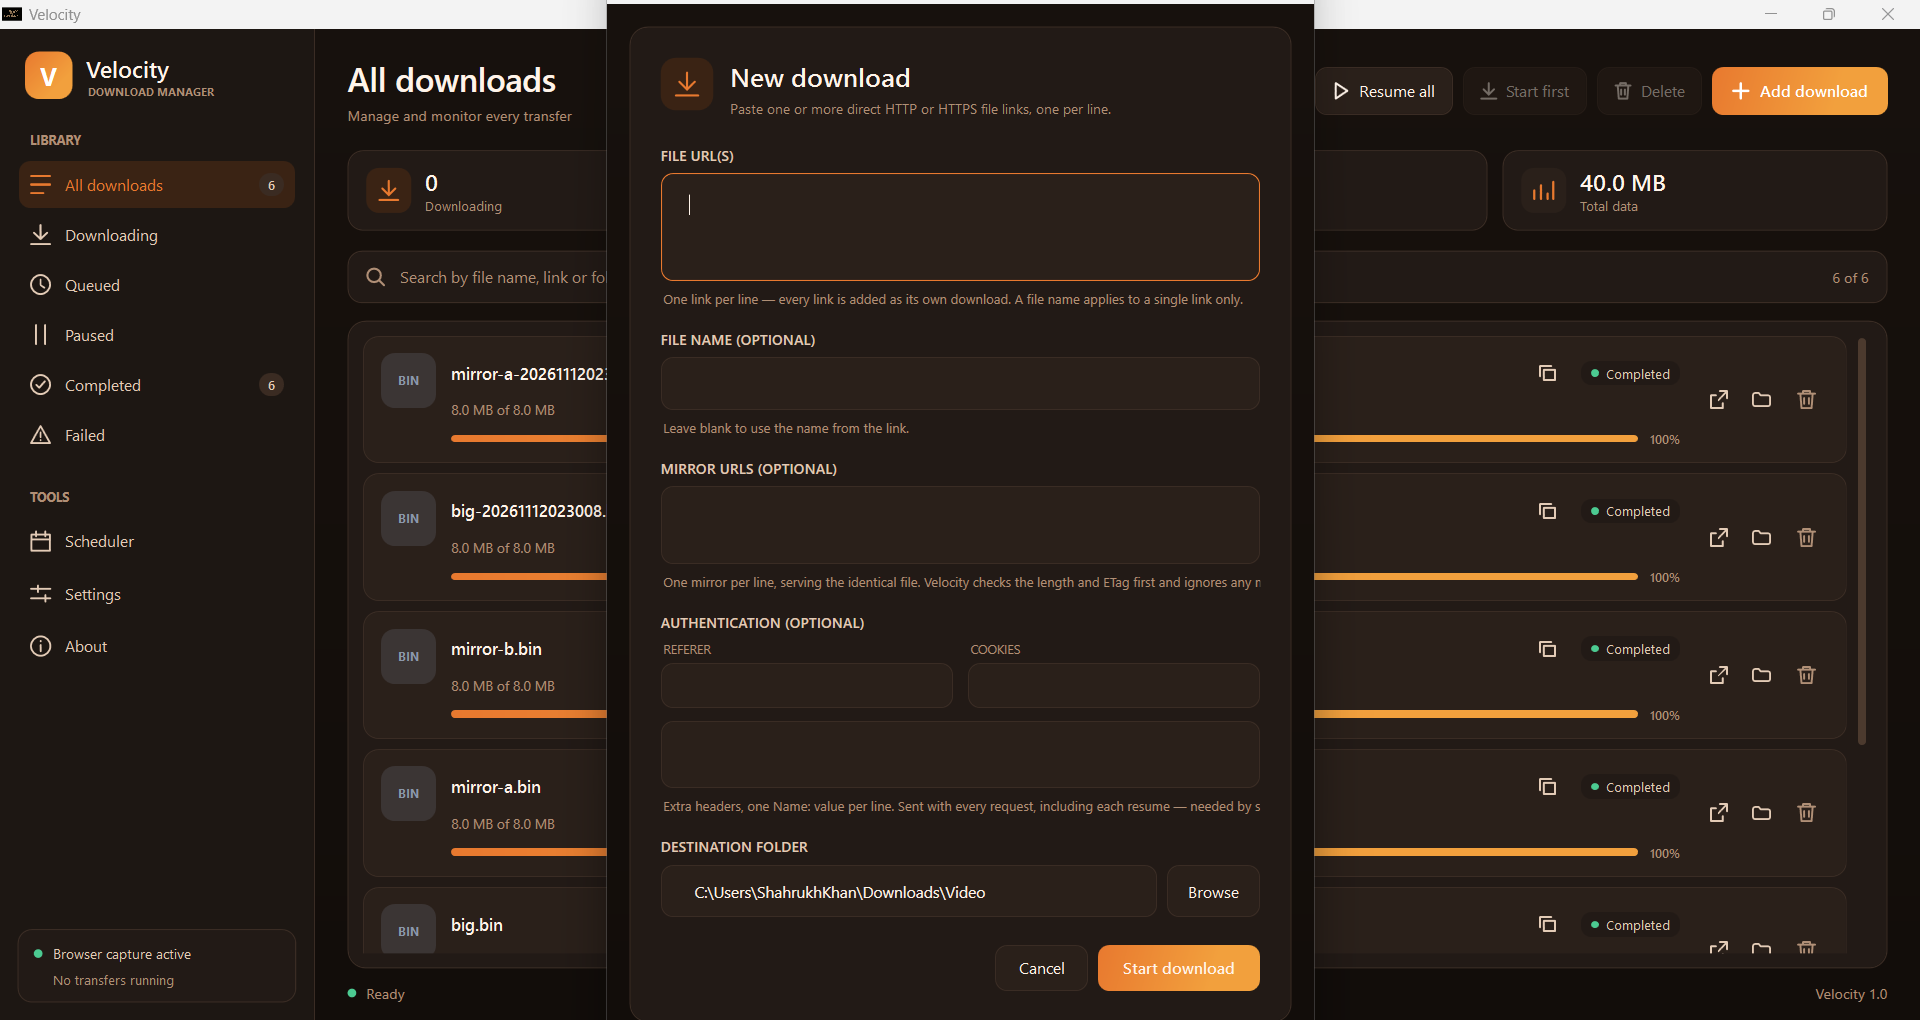 Velocity
V
Velocity
DOWNLOAD MANAGER
LIBRARY
All downloads 6
Downloading
Queued
Paused
Completed 6
Failed
TOOLS
Scheduler
Settings
About
Browser capture active
No transfers running
All downloads
Manage and monitor every transfer
Resume all
Start first
Delete
Add download
0
Downloading
40.0 MB
Total data
Search by file name, link or fo
6 of 6
BIN
mirror-a-2026111202
8.0 MB of 8.0 MB
Completed
100%
BIN
big-20261112023008.
8.0 MB of 8.0 MB
Completed
100%
BIN
mirror-b.bin
8.0 MB of 8.0 MB
Completed
100%
BIN
mirror-a.bin
8.0 MB of 8.0 MB
Completed
100%
BIN
big.bin
Completed
Ready
Velocity 1.0
New download
Paste one or more direct HTTP or HTTPS file links, one per line.
FILE URL(S)
One link per line — every link is added as its own download. A file name applies to a single link only.
FILE NAME (OPTIONAL)
Leave blank to use the name from the link.
MIRROR URLS (OPTIONAL)
One mirror per line, serving the identical file. Velocity checks the length and ETag first and ignores any
AUTHENTICATION (OPTIONAL)
REFERER
COOKIES
Extra headers, one Name: value per line. Sent with every request, including each resume — needed by s
DESTINATION FOLDER
C:\Users\ShahrukhKhan\Downloads\Video
Browse
Cancel
Start download